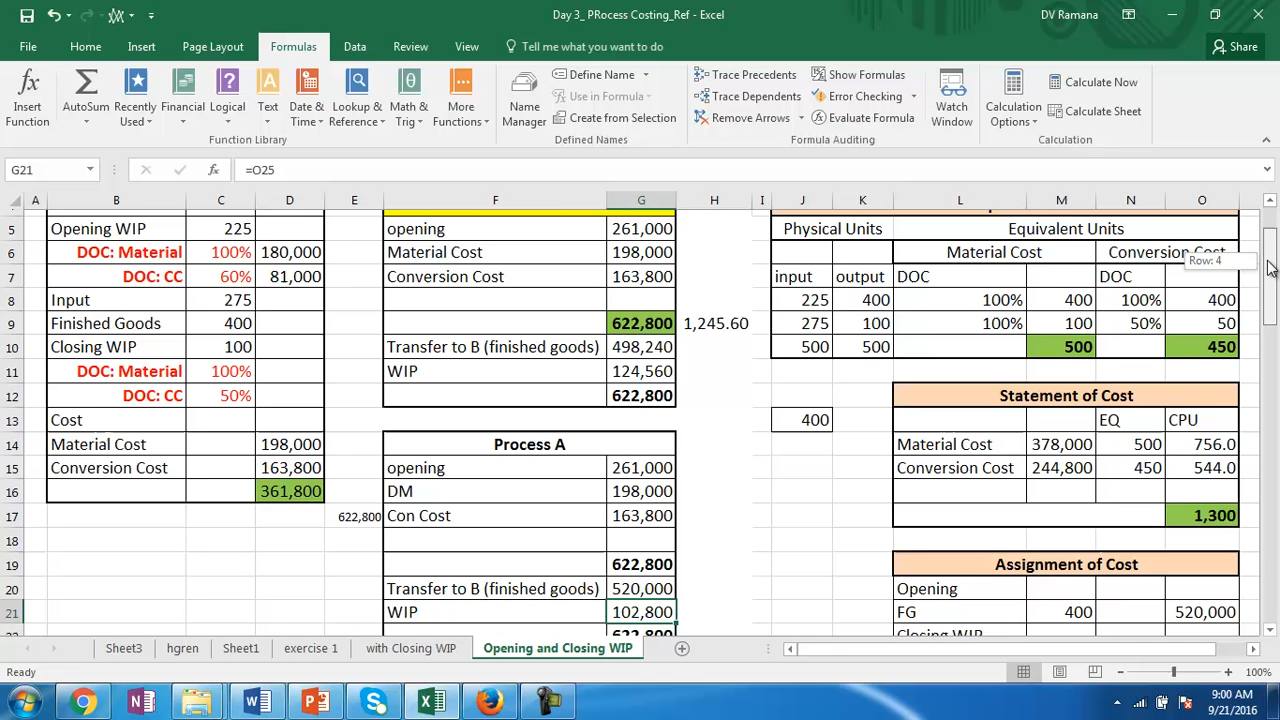 Day 3_ PRocess Costing_Ref - Excel
DV Ramana
File Home Insert Page Layout Formulas Data Review View Tell me what you want to do Share
Insert Function
AutoSum
Recently Used
Financial
Logical
Text
Date & Time
Lookup & Reference
Math & Trig
More Functions
Function Library
Name Manager
Define Name
Use in Formula
Create from Selection
Defined Names
Trace Precedents
Trace Dependents
Remove Arrows
Show Formulas
Error Checking
Evaluate Formula
Formula Auditing
Watch Window
Calculation Options
Calculate Now
Calculate Sheet
Calculation
G21 fx =O25
A B C D E F G H I J K L M N O
5 Opening WIP 225 opening 261,000 Physical Units Equivalent Units
6 DOC: Material 100% 180,000 Material Cost 198,000 Material Cost Conversion Cost
Row: 4
7 DOC: CC 60% 81,000 Conversion Cost 163,800 input output DOC DOC
8 Input 275 225 400 100% 400 100% 400
9 Finished Goods 400 622,800 1,245.60 275 100 100% 100 50% 50
10 Closing WIP 100 Transfer to B (finished goods) 498,240 500 500 500 450
11 DOC: Material 100% WIP 124,560
12 DOC: CC 50% 622,800 Statement of Cost
13 Cost 400 EQ CPU
14 Material Cost 198,000 Process A Material Cost 378,000 500 756.0
15 Conversion Cost 163,800 opening 261,000 Conversion Cost 244,800 450 544.0
16 361,800 DM 198,000
17 622,800 Con Cost 163,800 1,300
18
19 622,800 Assignment of Cost
20 Transfer to B (finished goods) 520,000 Opening
21 WIP 102,800 FG 400 520,000
22 622,800 Closing WIP
Sheet3 hgren Sheet1 exercise 1 with Closing WIP Opening and Closing WIP
Ready 100%
9:00 AM
9/21/2016